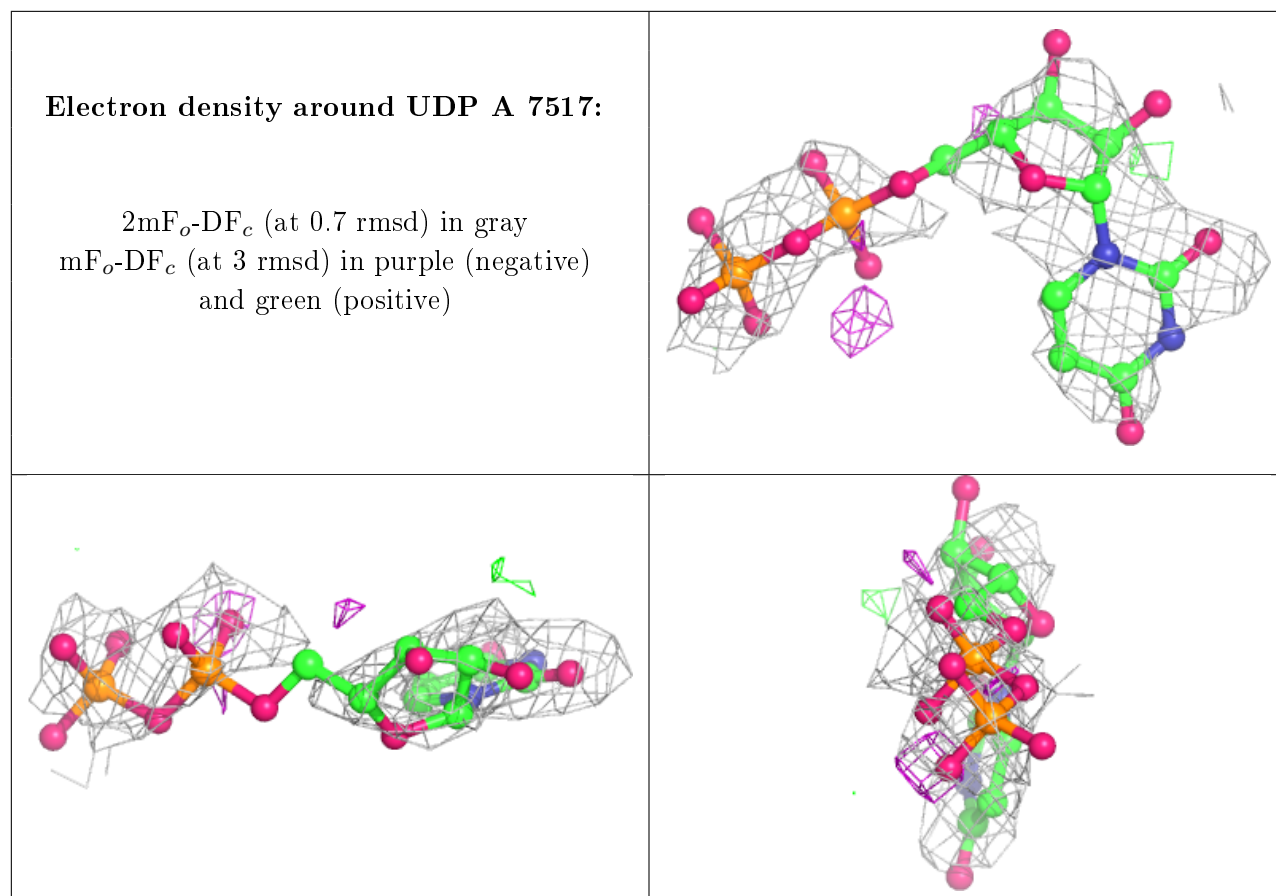 Electron density around UDP A 7517:
2mFo-DFc (at 0.7 rmsd) in gray
mFo-DFc (at 3 rmsd) in purple (negative)
and green (positive)